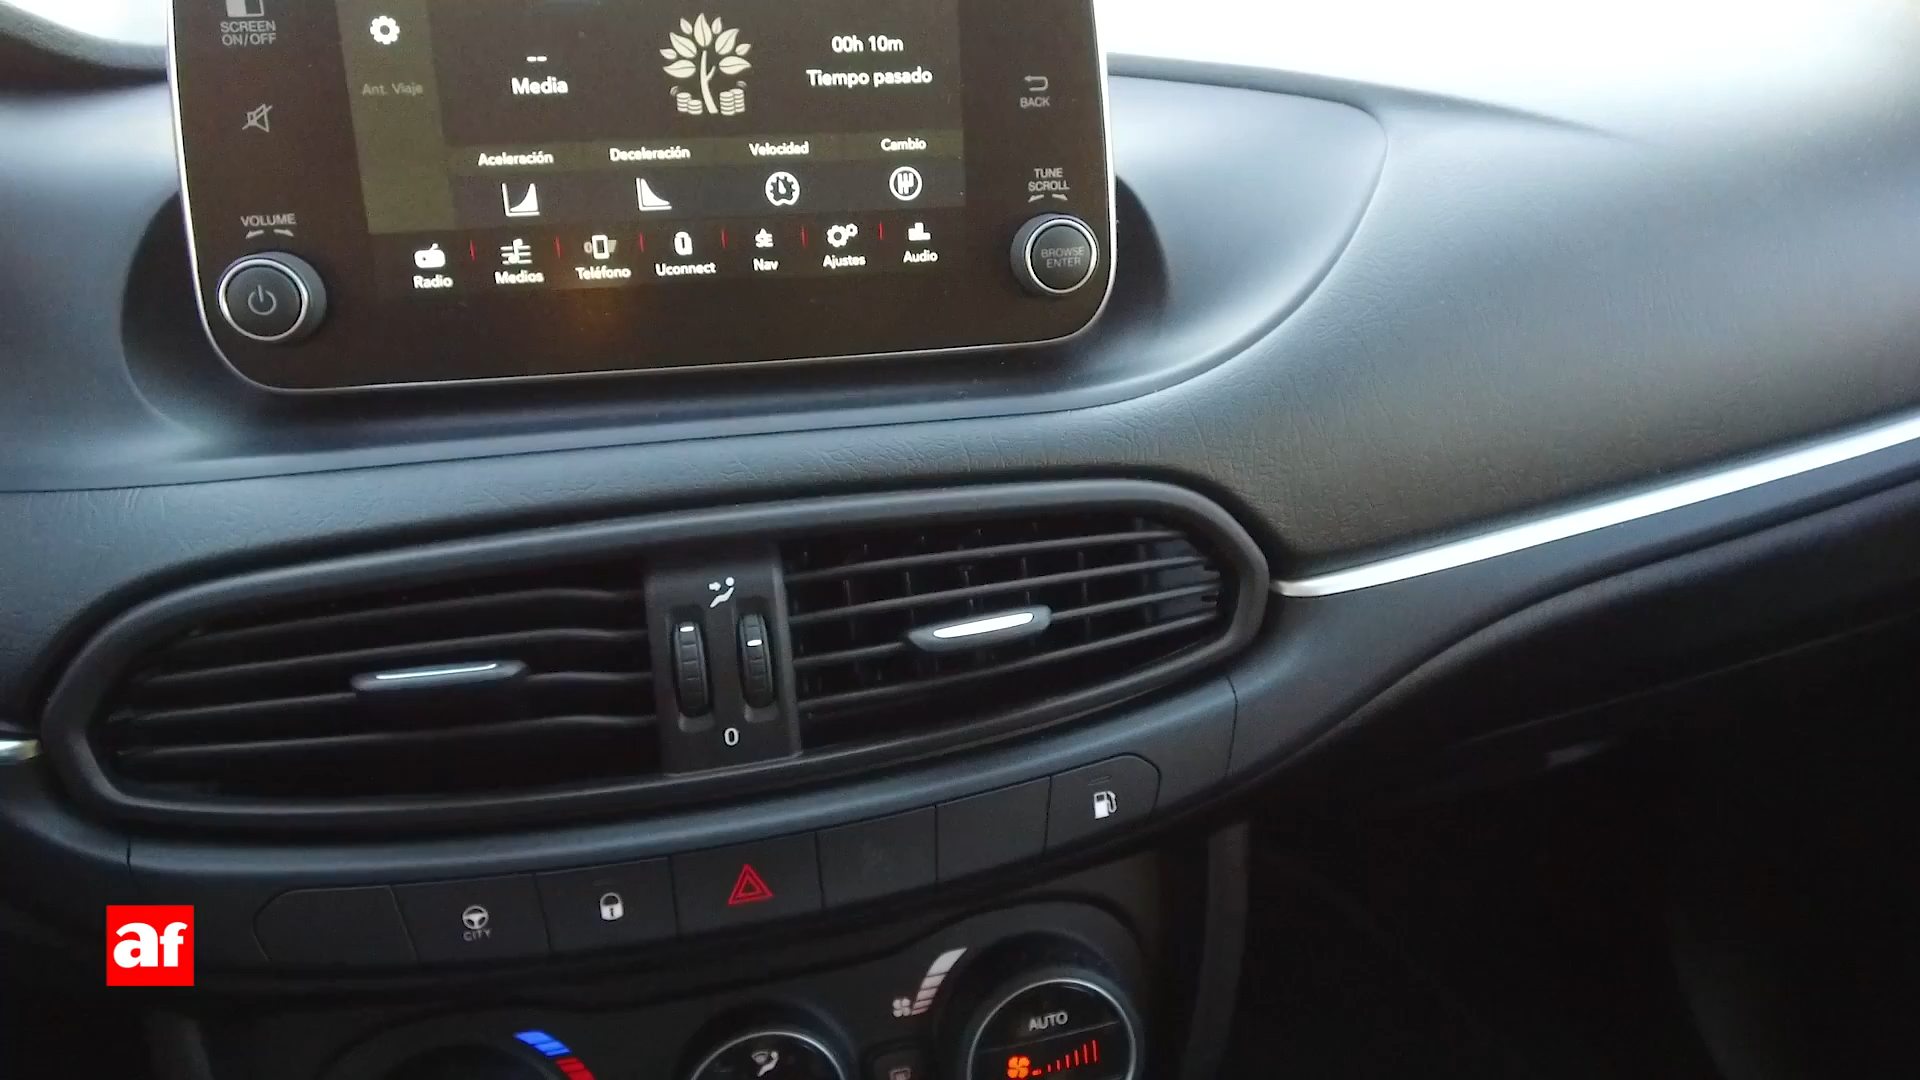 SCREEN
ON/OFF
Ant. Viaje
--
Media
00h 10m
Tiempo pasado
BACK
Aceleración
Deceleración
Velocidad
Cambio
TUNE
SCROLL
VOLUME
BROWSE
ENTER
Radio
Medios
Teléfono
Uconnect
Nav
Ajustes
Audio
0
CITY
af
AUTO